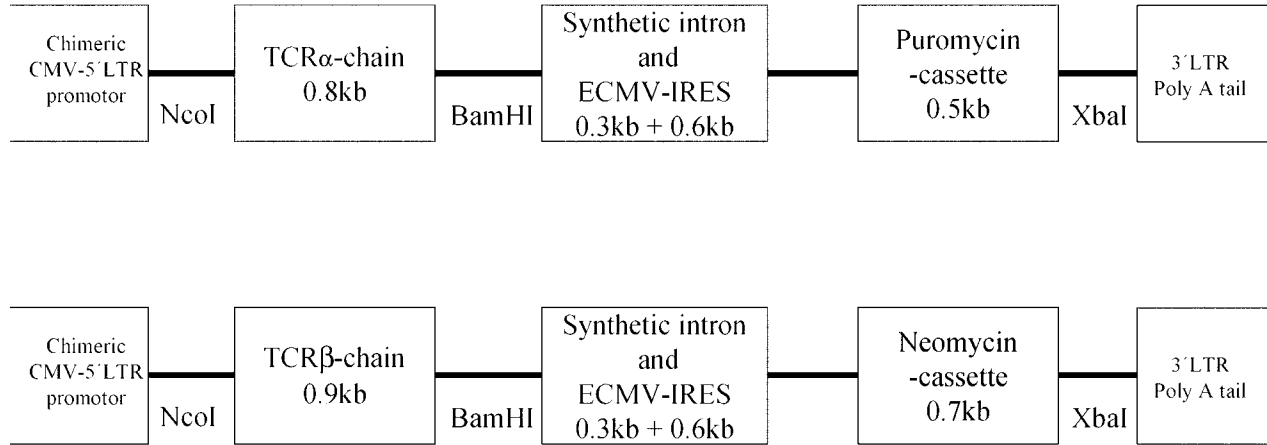 Chimeric
CMV-5´LTR
promotor
NcoI
TCRα-chain
0.8kb
BamHI
Synthetic intron
and
ECMV-IRES
0.3kb + 0.6kb
Puromycin
-cassette
0.5kb
XbaI
3´LTR
Poly A tail
Chimeric
CMV-5´LTR
promotor
NcoI
TCRβ-chain
0.9kb
BamHI
Synthetic intron
and
ECMV-IRES
0.3kb + 0.6kb
Neomycin
-cassette
0.7kb
XbaI
3´LTR
Poly A tail